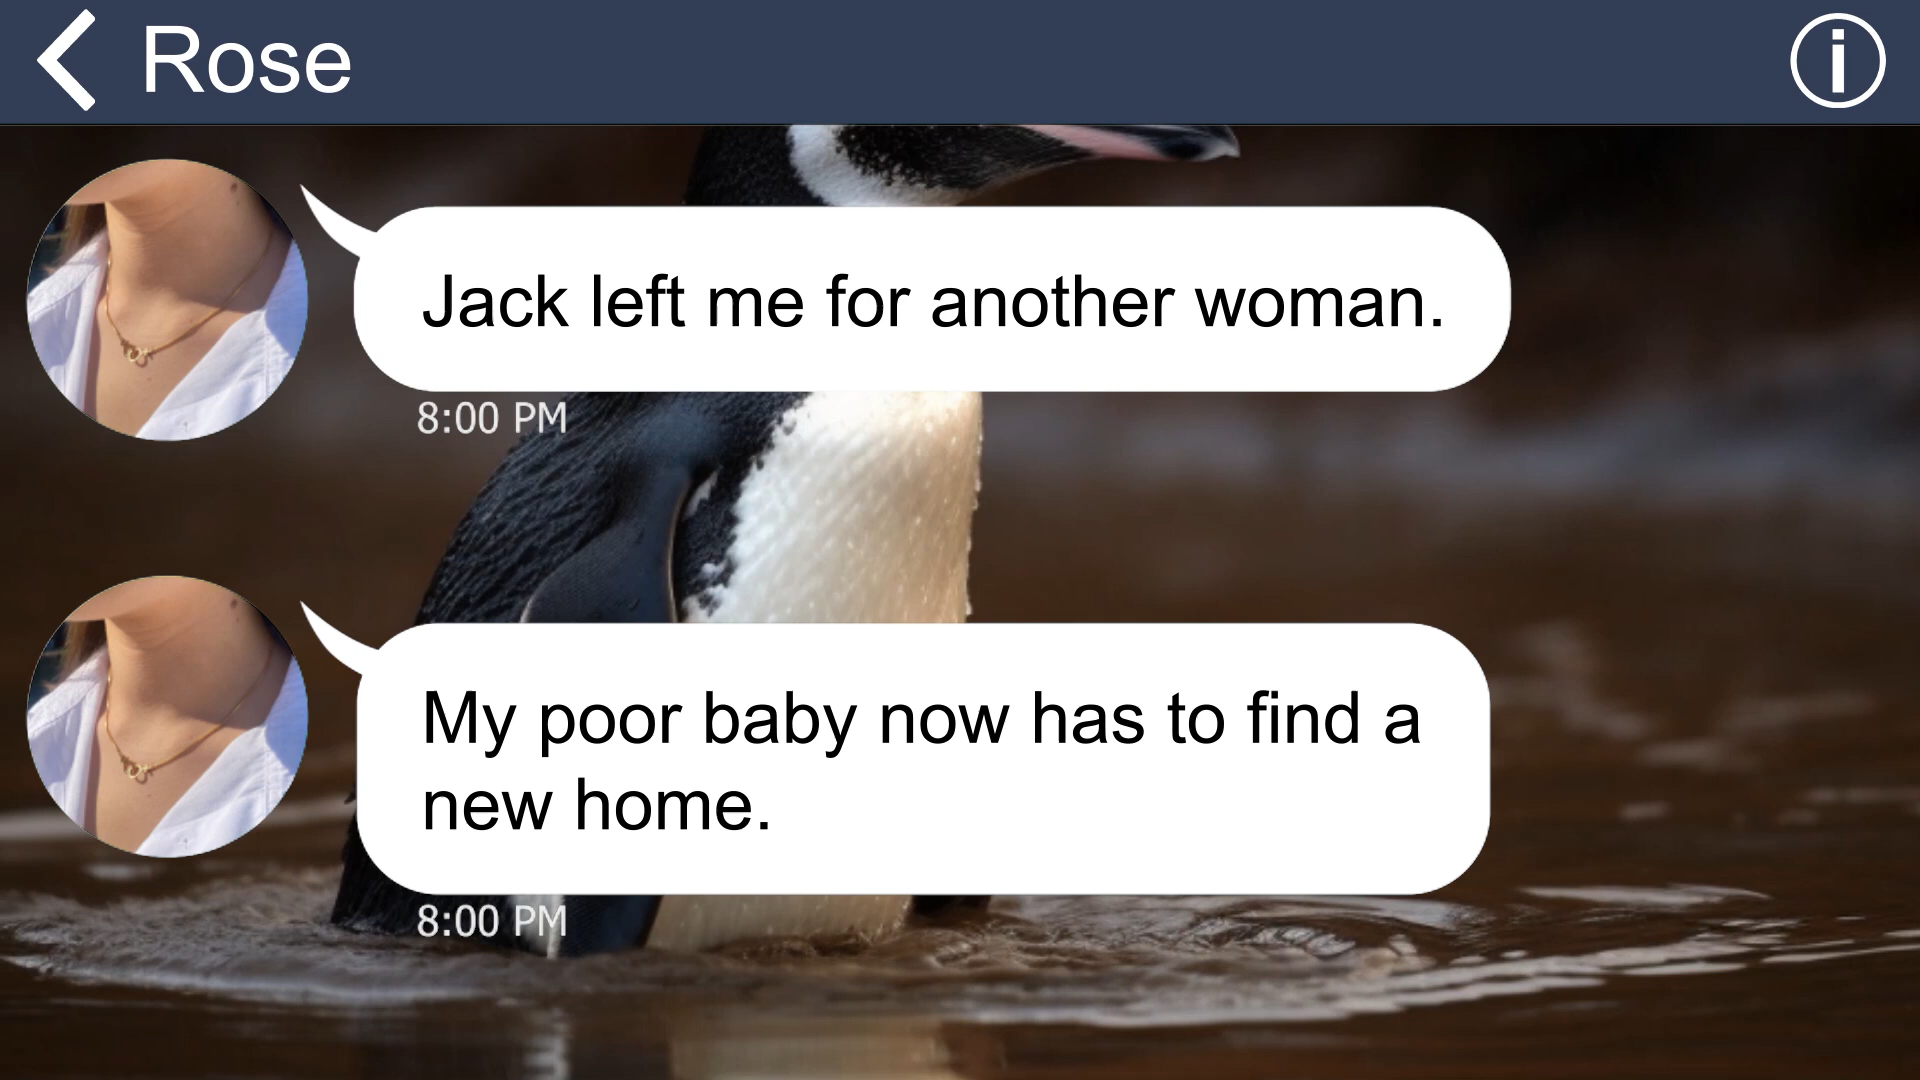 Rose
Jack left me for another woman.
8:00 PM
My poor baby now has to find a
new home.
8:00 PM